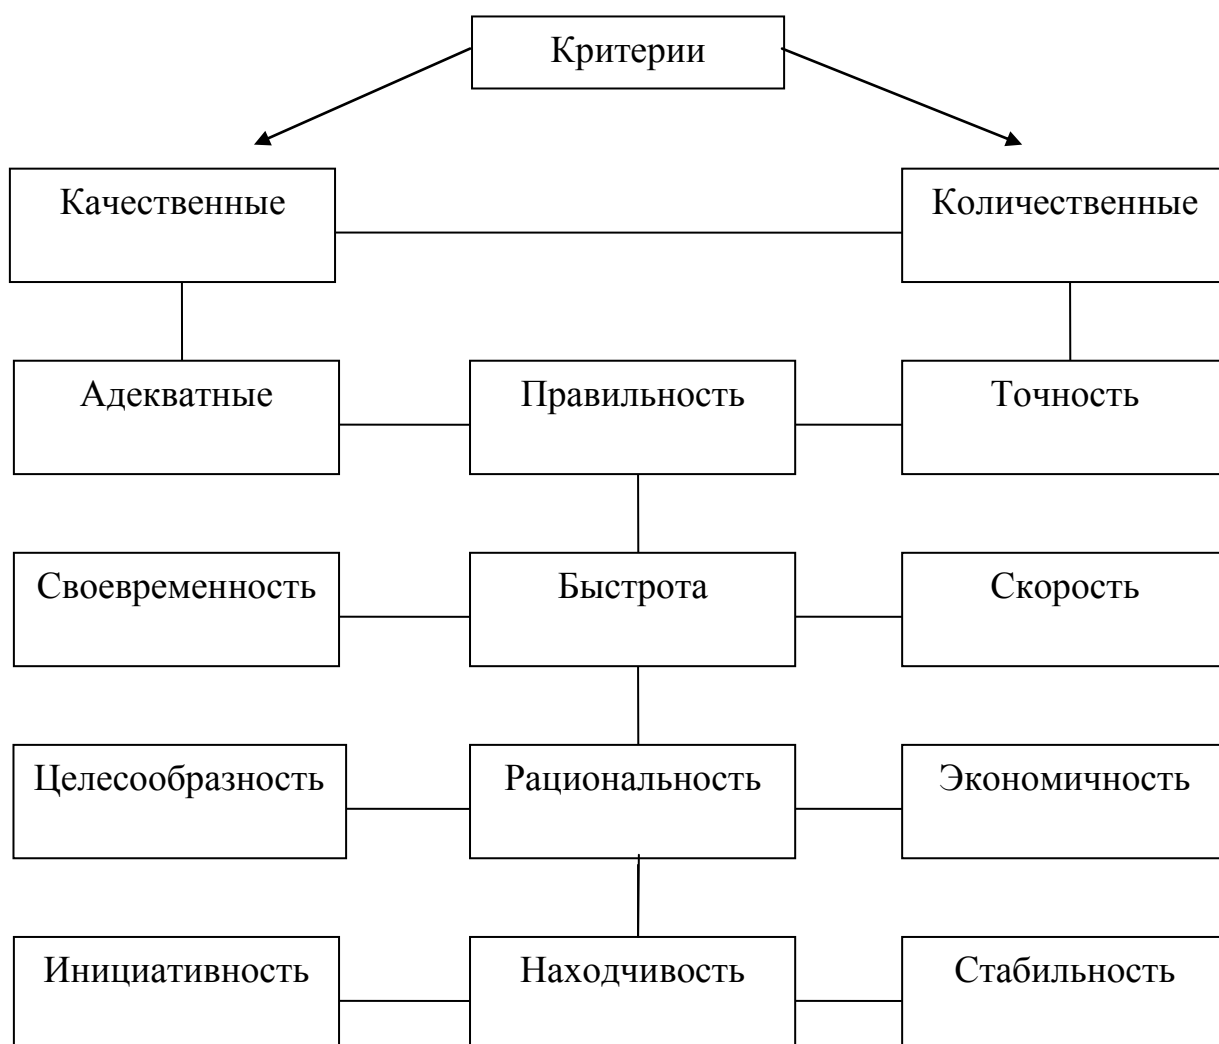 Критерии
Качественные
Количественные
Адекватные
Правильность
Точность
Своевременность
Быстрота
Скорость
Целесообразность
Рациональность
Экономичность
Инициативность
Находчивость
Стабильность